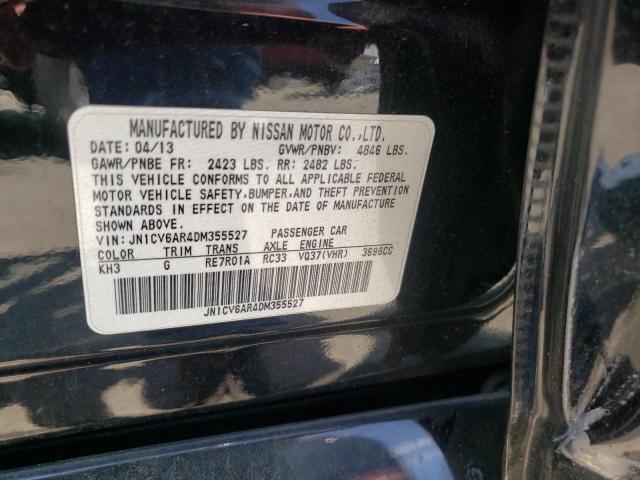 MANUFACTURED BY NISSAN MOTOR CO.,LTD.
DATE: 04/13 GVWR/PNBV: 4846 LBS.
GAWR/PNBE FR: 2423 LBS. RR: 2482 LBS.
THIS VEHICLE CONFORMS TO ALL APPLICABLE FEDERAL
MOTOR VEHICLE SAFETY, BUMPER, AND THEFT PREVENTION
STANDARDS IN EFFECT ON THE DATE OF MANUFACTURE
SHOWN ABOVE.
VIN: JN1CV6AR4DM355527 PASSENGER CAR
COLOR TRIM TRANS AXLE ENGINE
KH3 G RE7R01A RC33 VQ37(VHR) 3696CC
JN1CV6AR4DM355527